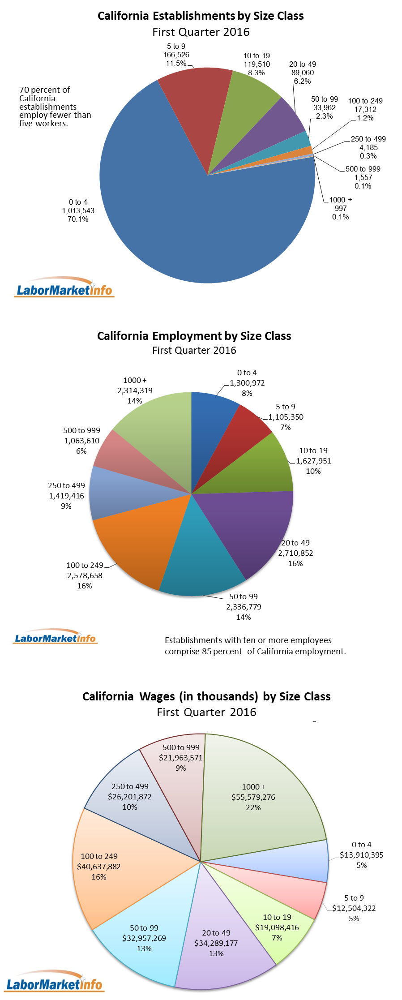 California Establishments by Size Class
First Quarter 2016
5 to 9
166,526
11.5%
10 to 19
119,510
8.3%
20 to 49
89,060
6.2%
50 to 99
33,962
2.3%
100 to 249
17,312
1.2%
250 to 499
4,185
0.3%
500 to 999
1,557
0.1%
1000 +
997
0.1%
70 percent of
California
establishments
employ fewer than
five workers.
0 to 4
1,013,543
70.1%
LaborMarketInfo
California Employment by Size Class
First Quarter 2016
0 to 4
1,300,972
8%
5 to 9
1,105,350
7%
10 to 19
1,627,951
10%
20 to 49
2,710,852
16%
50 to 99
2,336,779
14%
100 to 249
2,578,658
16%
250 to 499
1,419,416
9%
500 to 999
1,063,610
6%
1000 +
2,314,319
14%
LaborMarketInfo
Establishments with ten or more employees
comprise 85 percent of California employment.
California Wages (in thousands) by Size Class
First Quarter 2016
500 to 999
$21,963,571
9%
1000 +
$55,579,276
22%
250 to 499
$26,201,872
10%
0 to 4
$13,910,395
5%
100 to 249
$40,637,882
16%
5 to 9
$12,504,322
5%
10 to 19
$19,098,416
7%
50 to 99
$32,957,269
13%
20 to 49
$34,289,177
13%
LaborMarketInfo